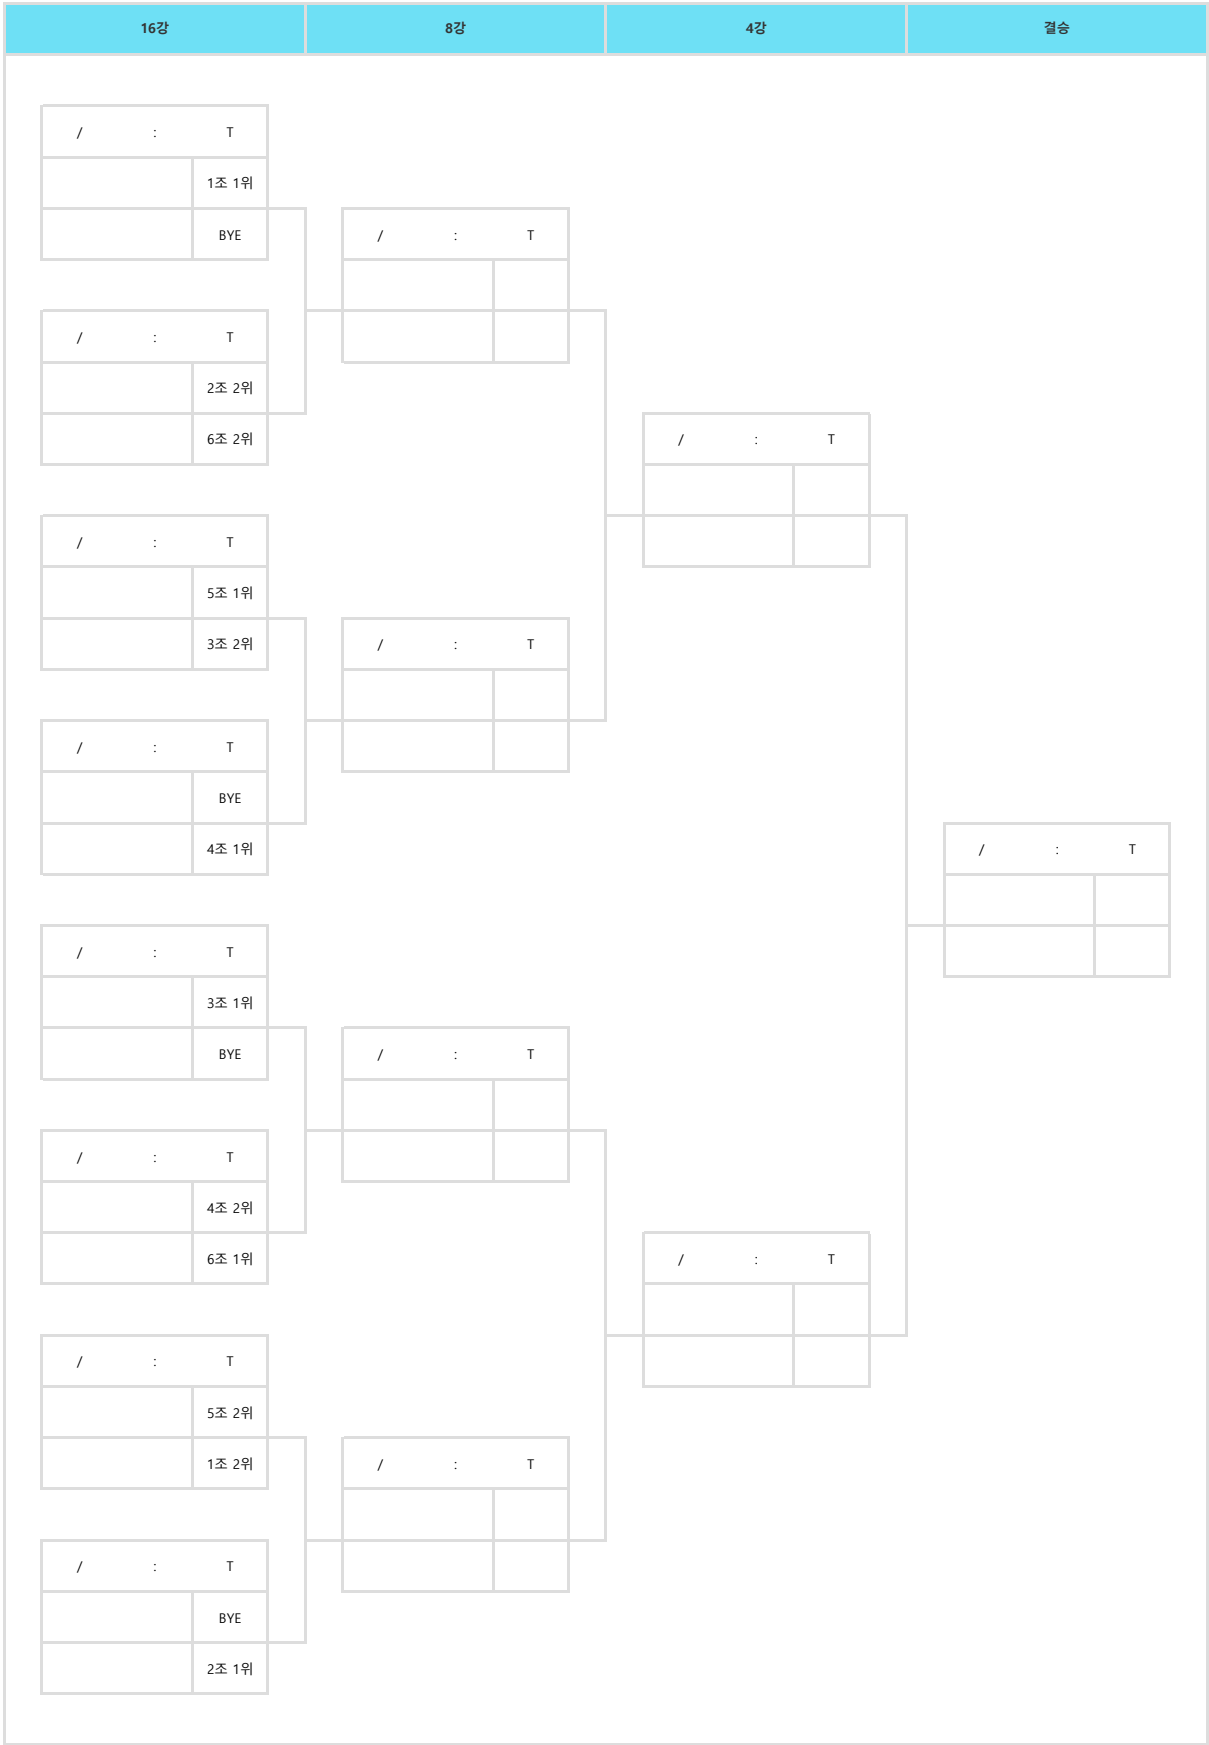 16강 8강 4강 결승
/ : T
1조 1위
BYE
/ : T
/ : T
2조 2위
6조 2위
/ : T
/ : T
5조 1위
3조 2위
/ : T
/ : T
BYE
4조 1위
/ : T
/ : T
3조 1위
BYE
/ : T
/ : T
4조 2위
6조 1위
/ : T
/ : T
5조 2위
1조 2위
/ : T
/ : T
BYE
2조 1위